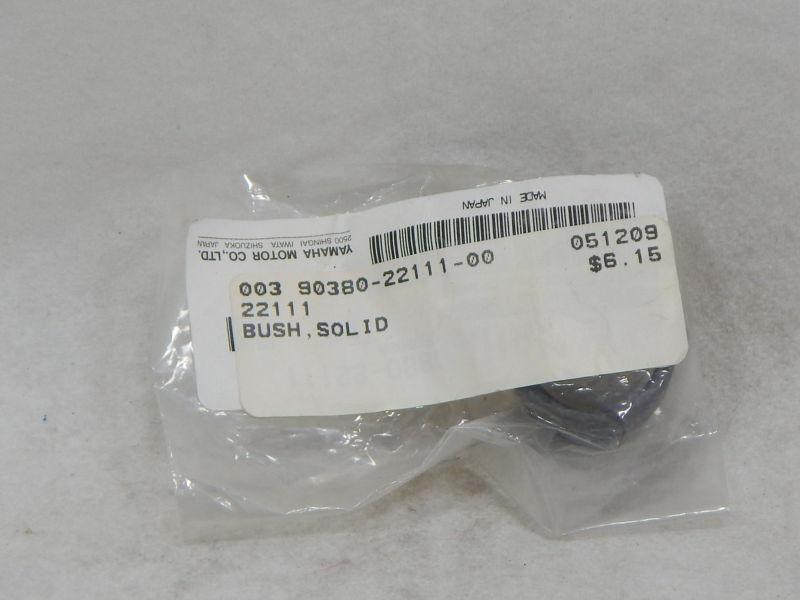 MADE IN JAPAN
YAMAHA MOTOR CO.,LTD.
2500 SHINGAI IWATA SHIZUOKA JAPAN
003 90380-22111-00 051209
22111 $6.15
BUSH,SOLID